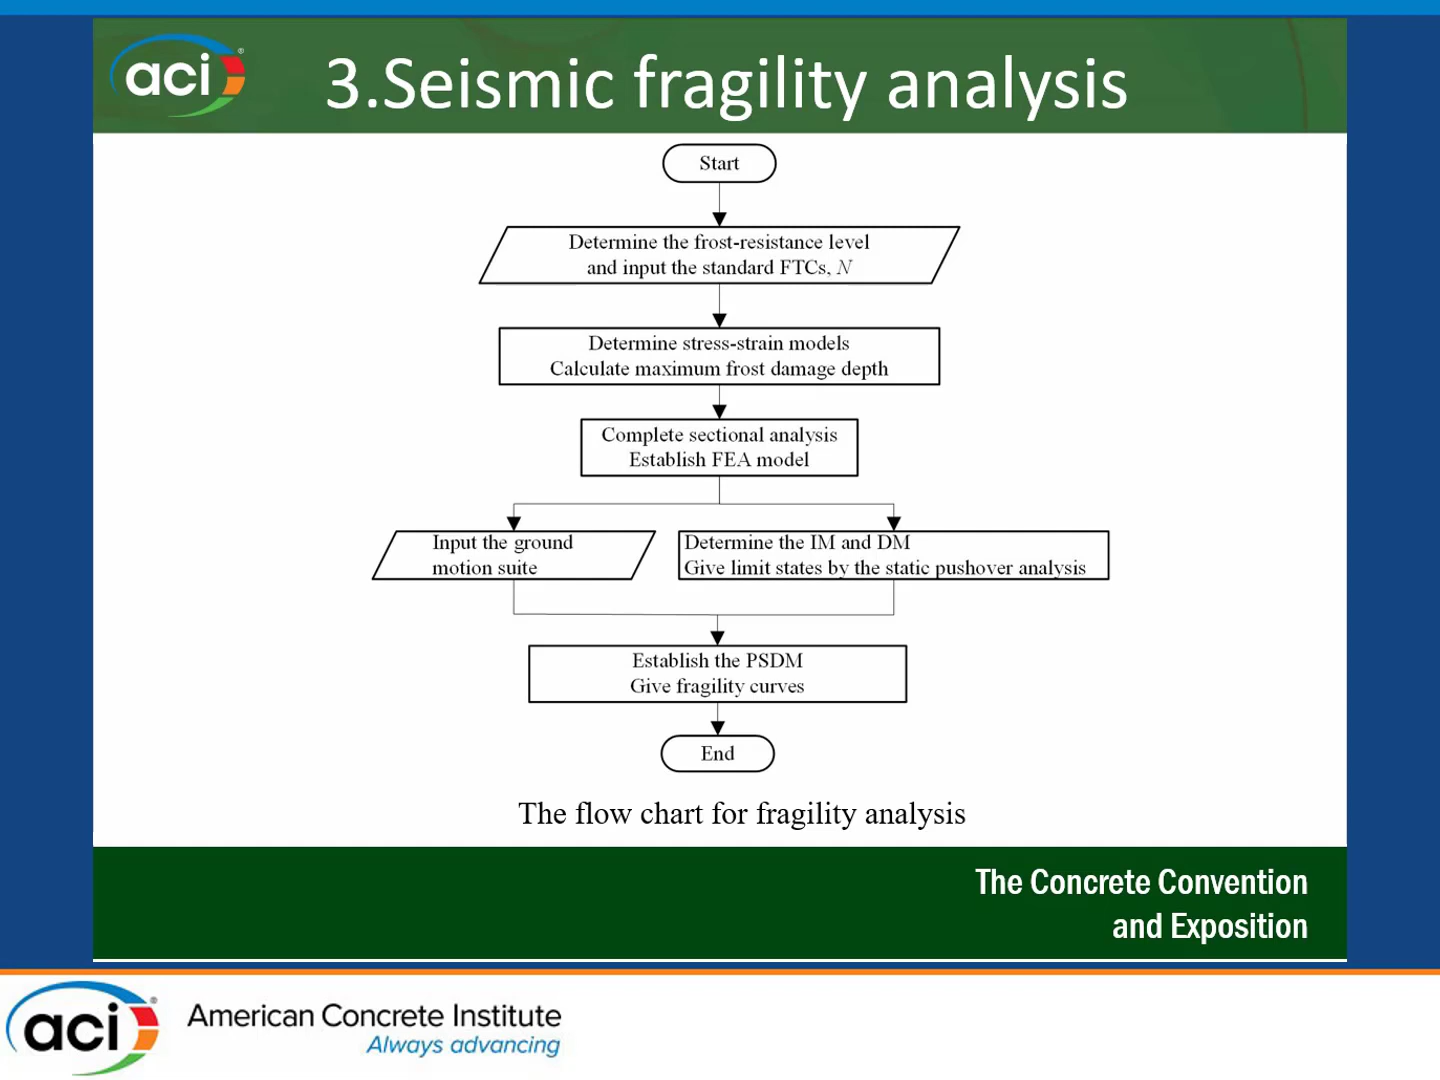 aci®
3.Seismic fragility analysis
Start
Determine the frost-resistance level
and input the standard FTCs, N
Determine stress-strain models
Calculate maximum frost damage depth
Complete sectional analysis
Establish FEA model
Input the ground
motion suite
Determine the IM and DM
Give limit states by the static pushover analysis
Establish the PSDM
Give fragility curves
End
The flow chart for fragility analysis
The Concrete Convention
and Exposition
aci®
American Concrete Institute
Always advancing